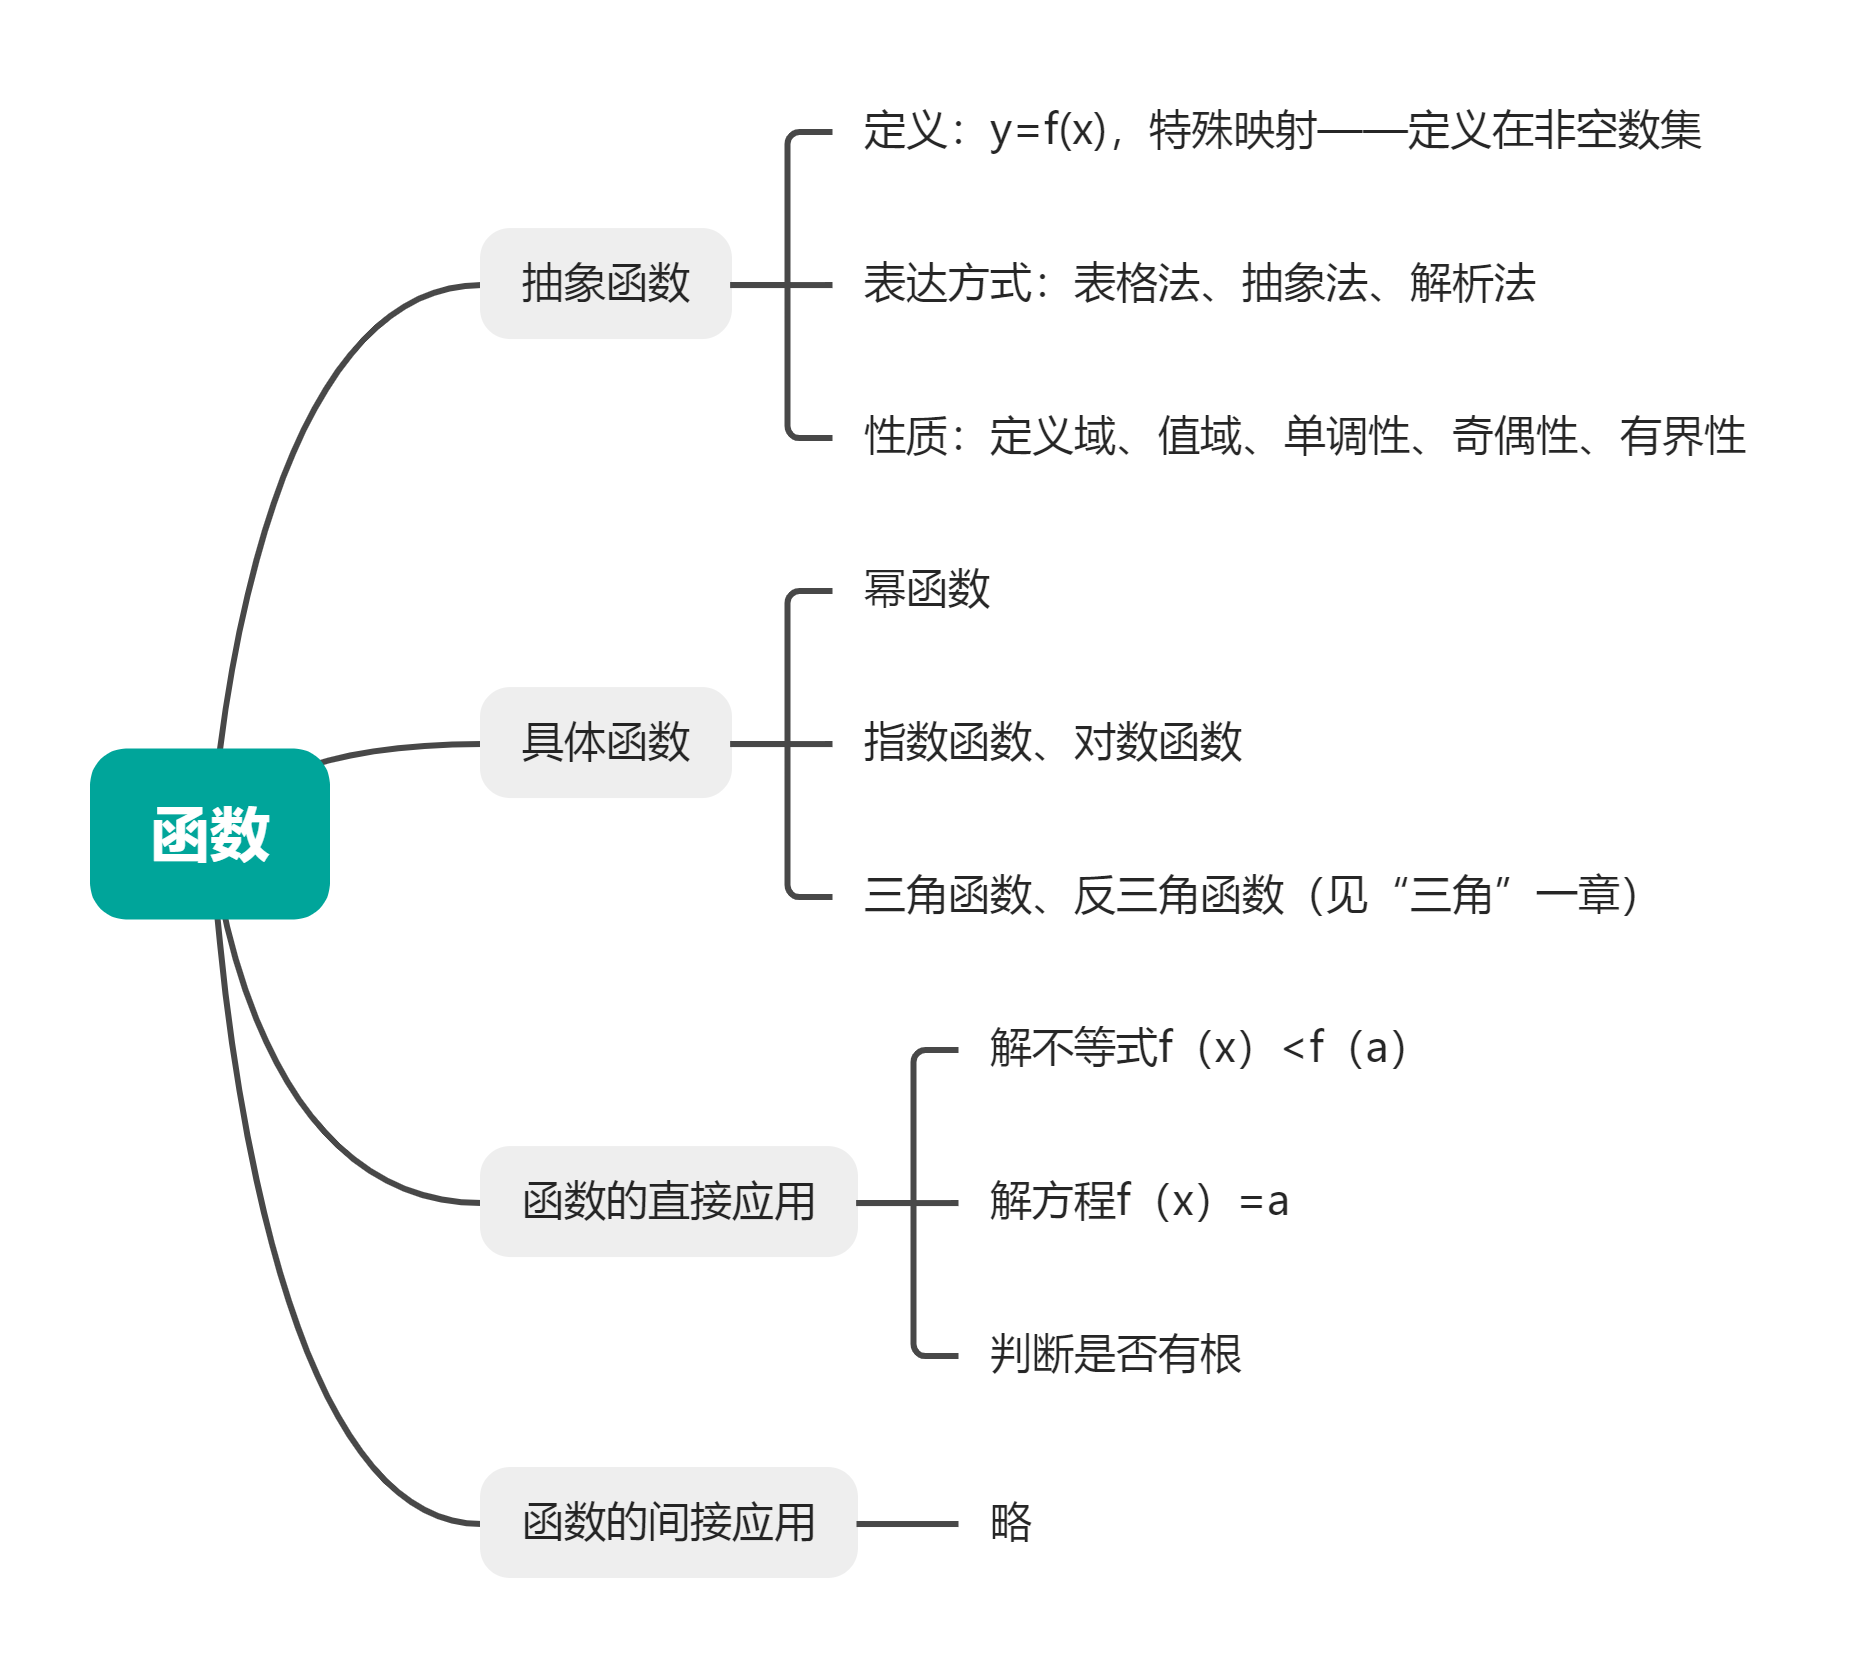 函数
抽象函数
定义：y=f(x)，特殊映射——定义在非空数集
表达方式：表格法、抽象法、解析法
性质：定义域、值域、单调性、奇偶性、有界性
具体函数
幂函数
指数函数、对数函数
三角函数、反三角函数（见“三角”一章）
函数的直接应用
解不等式f（x）<f（a）
解方程f（x）=a
判断是否有根
函数的间接应用
略